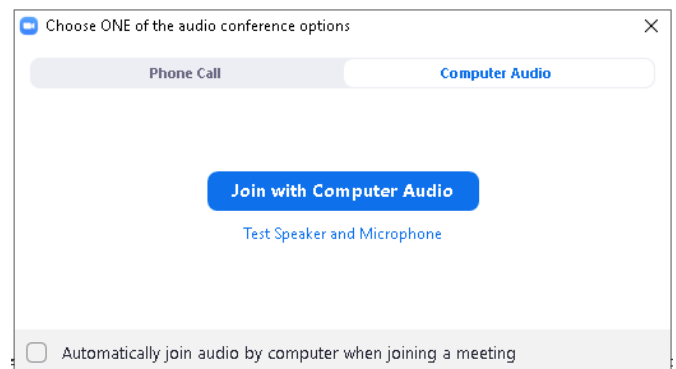 Choose ONE of the audio conference options
Phone Call Computer Audio
Join with Computer Audio
Test Speaker and Microphone
Automatically join audio by computer when joining a meeting